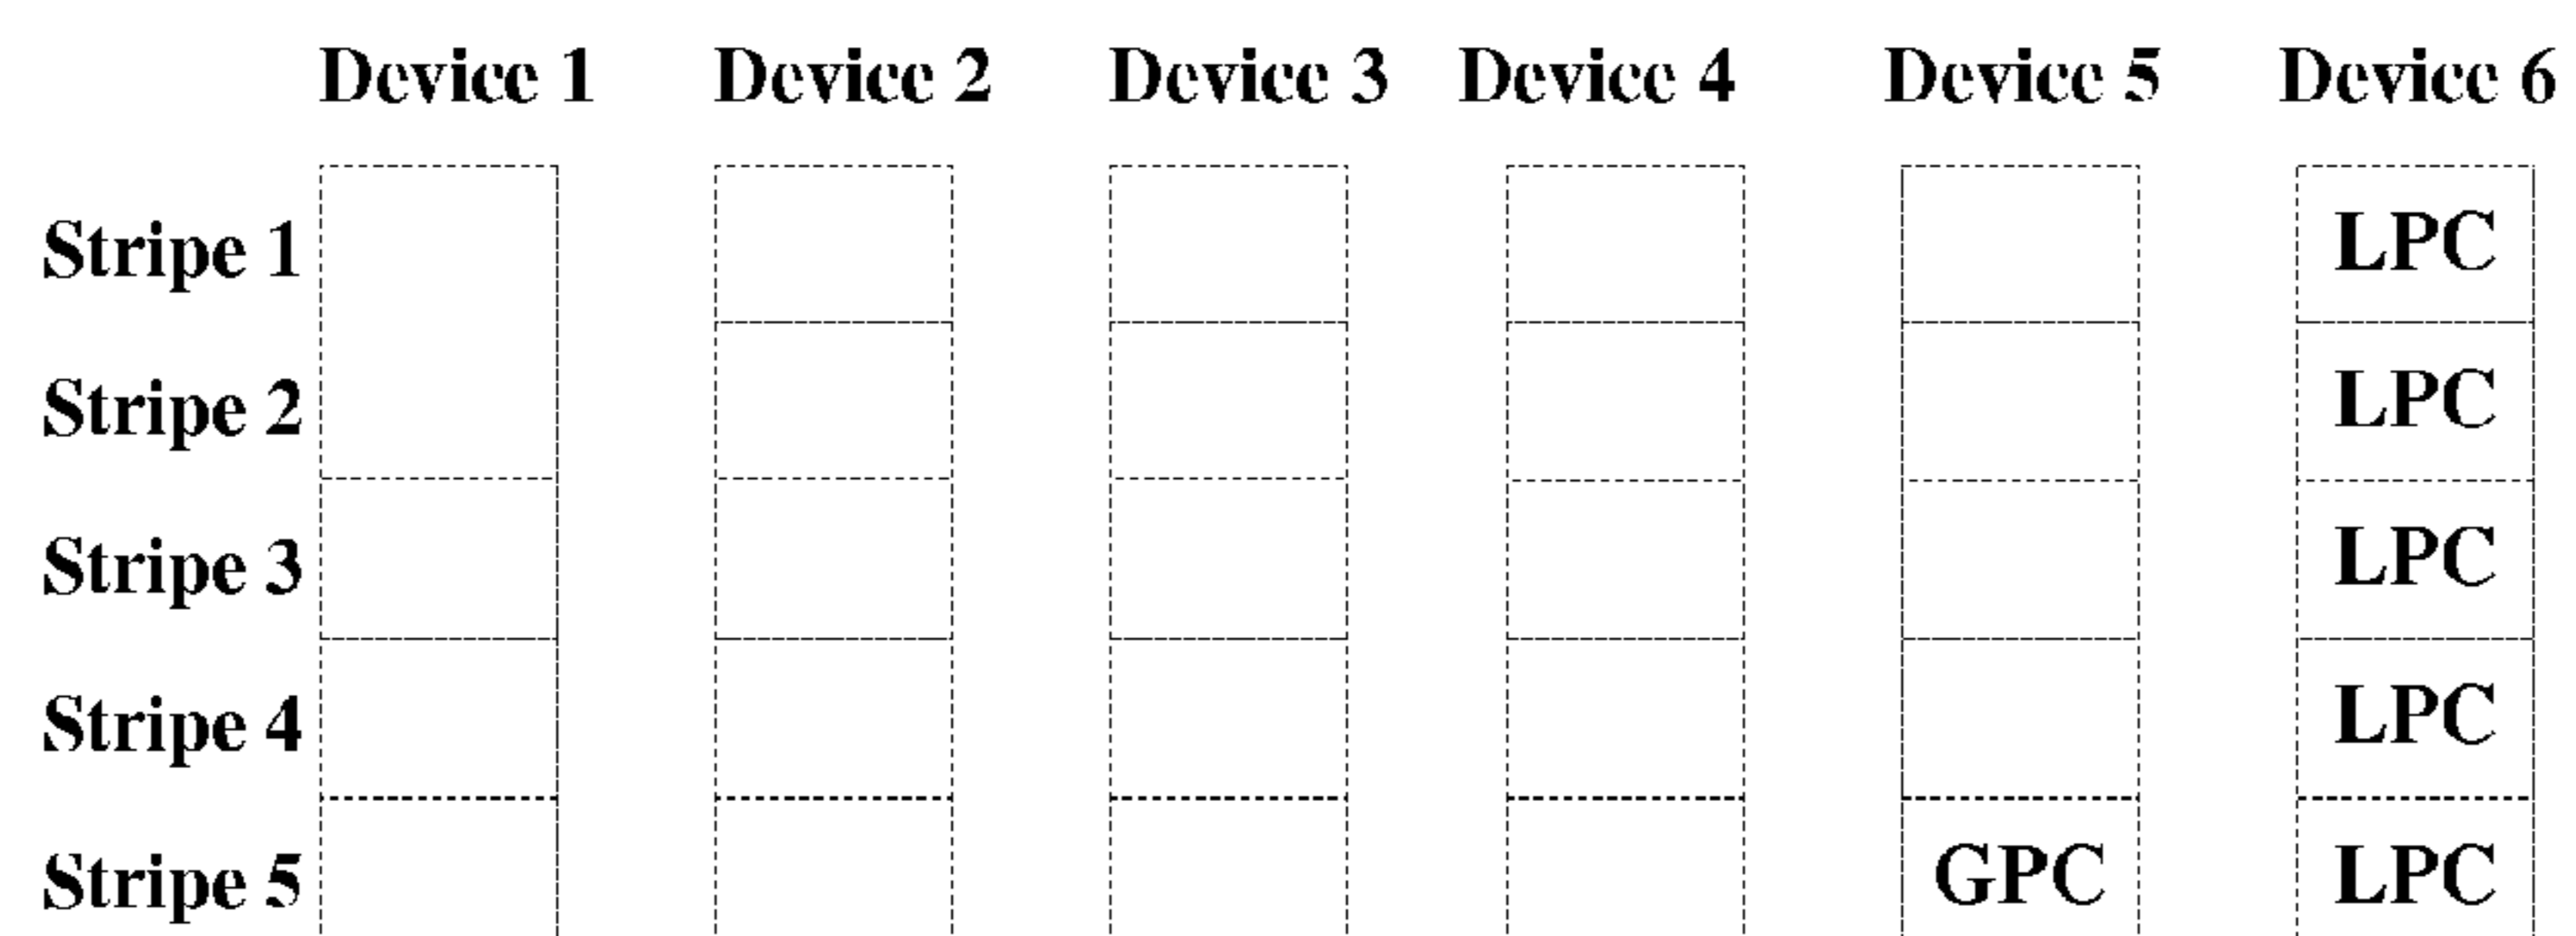 Device 1 Device 2 Device 3 Device 4 Device 5 Device 6
Stripe 1 LPC
Stripe 2 LPC
Stripe 3 LPC
Stripe 4 LPC
Stripe 5 GPC LPC